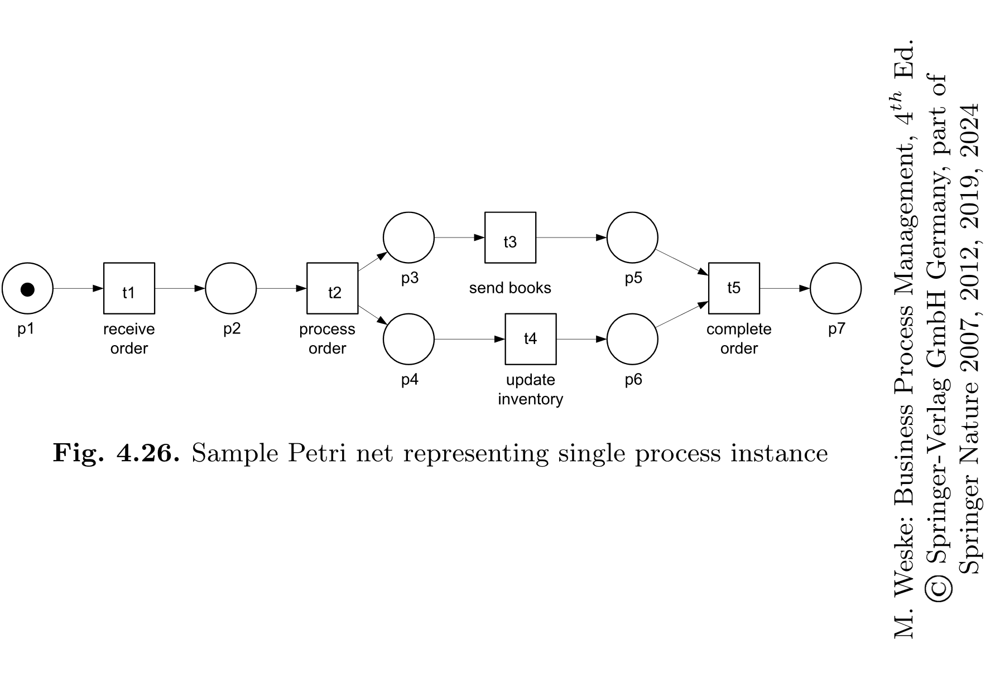 t3
p3
p5
send books
t1
t2
t5
p1
receive
order
p2
process
order
complete
order
p7
t4
p4
update
inventory
p6
Fig. 4.26. Sample Petri net representing single process instance
M. Weske: Business Process Management, 4th Ed.
© Springer-Verlag GmbH Germany, part of
Springer Nature 2007, 2012, 2019, 2024